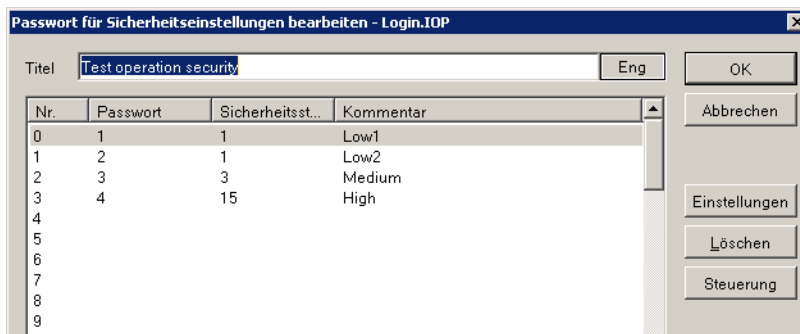 Passwort für Sicherheitseinstellungen bearbeiten - Login.IOP
Titel Test operation security Eng OK
Abbrechen
Nr. Passwort Sicherheitsst... Kommentar
0 1 1 Low1
1 2 1 Low2
2 3 3 Medium
3 4 15 High
4
5
6
7
8
9
Einstellungen
Löschen
Steuerung